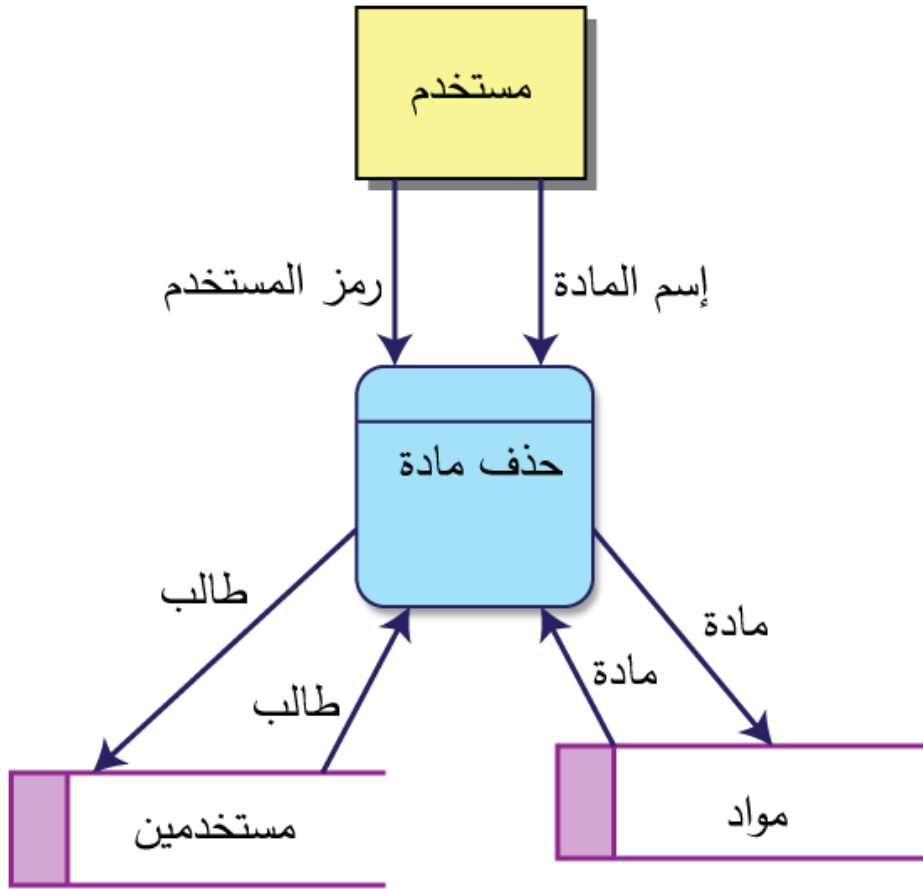 مستخدم
إسم المادة
رمز المستخدم
حذف مادة
طالب
مادة
مادة
طالب
مواد
مستخدمين